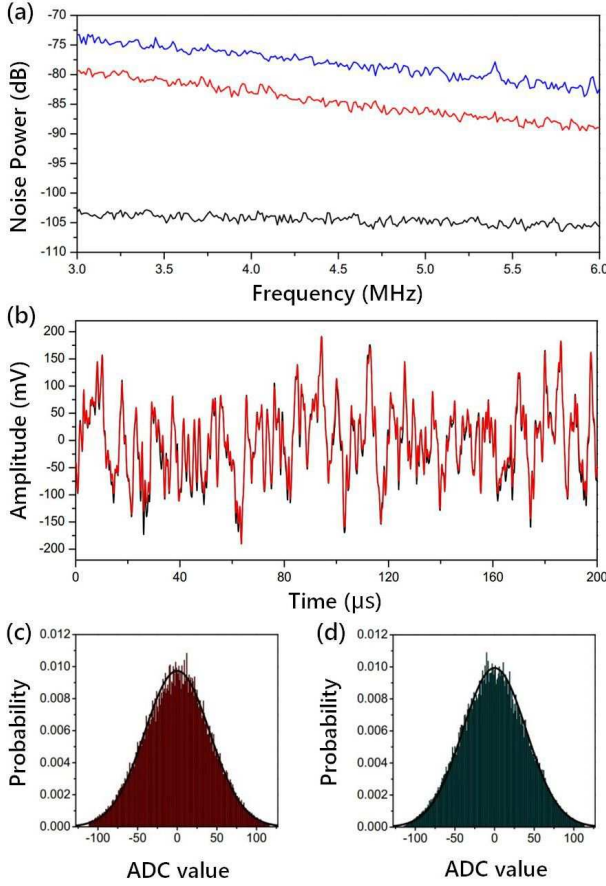 (a)
-70
-75
-80
-85
-90
-95
-100
-105
-110
Noise Power (dB)
3.0 3.5 4.0 4.5 5.0 5.5 6.0
Frequency (MHz)
(b)
200
150
100
50
0
-50
-100
-150
-200
Amplitude (mV)
0 40 80 120 160 200
Time (μs)
(c)
0.012
0.010
0.008
0.006
0.004
0.002
0.000
Probability
-100 -50 0 50 100
ADC value
(d)
0.012
0.010
0.008
0.006
0.004
0.002
0.000
Probability
-100 -50 0 50 100
ADC value